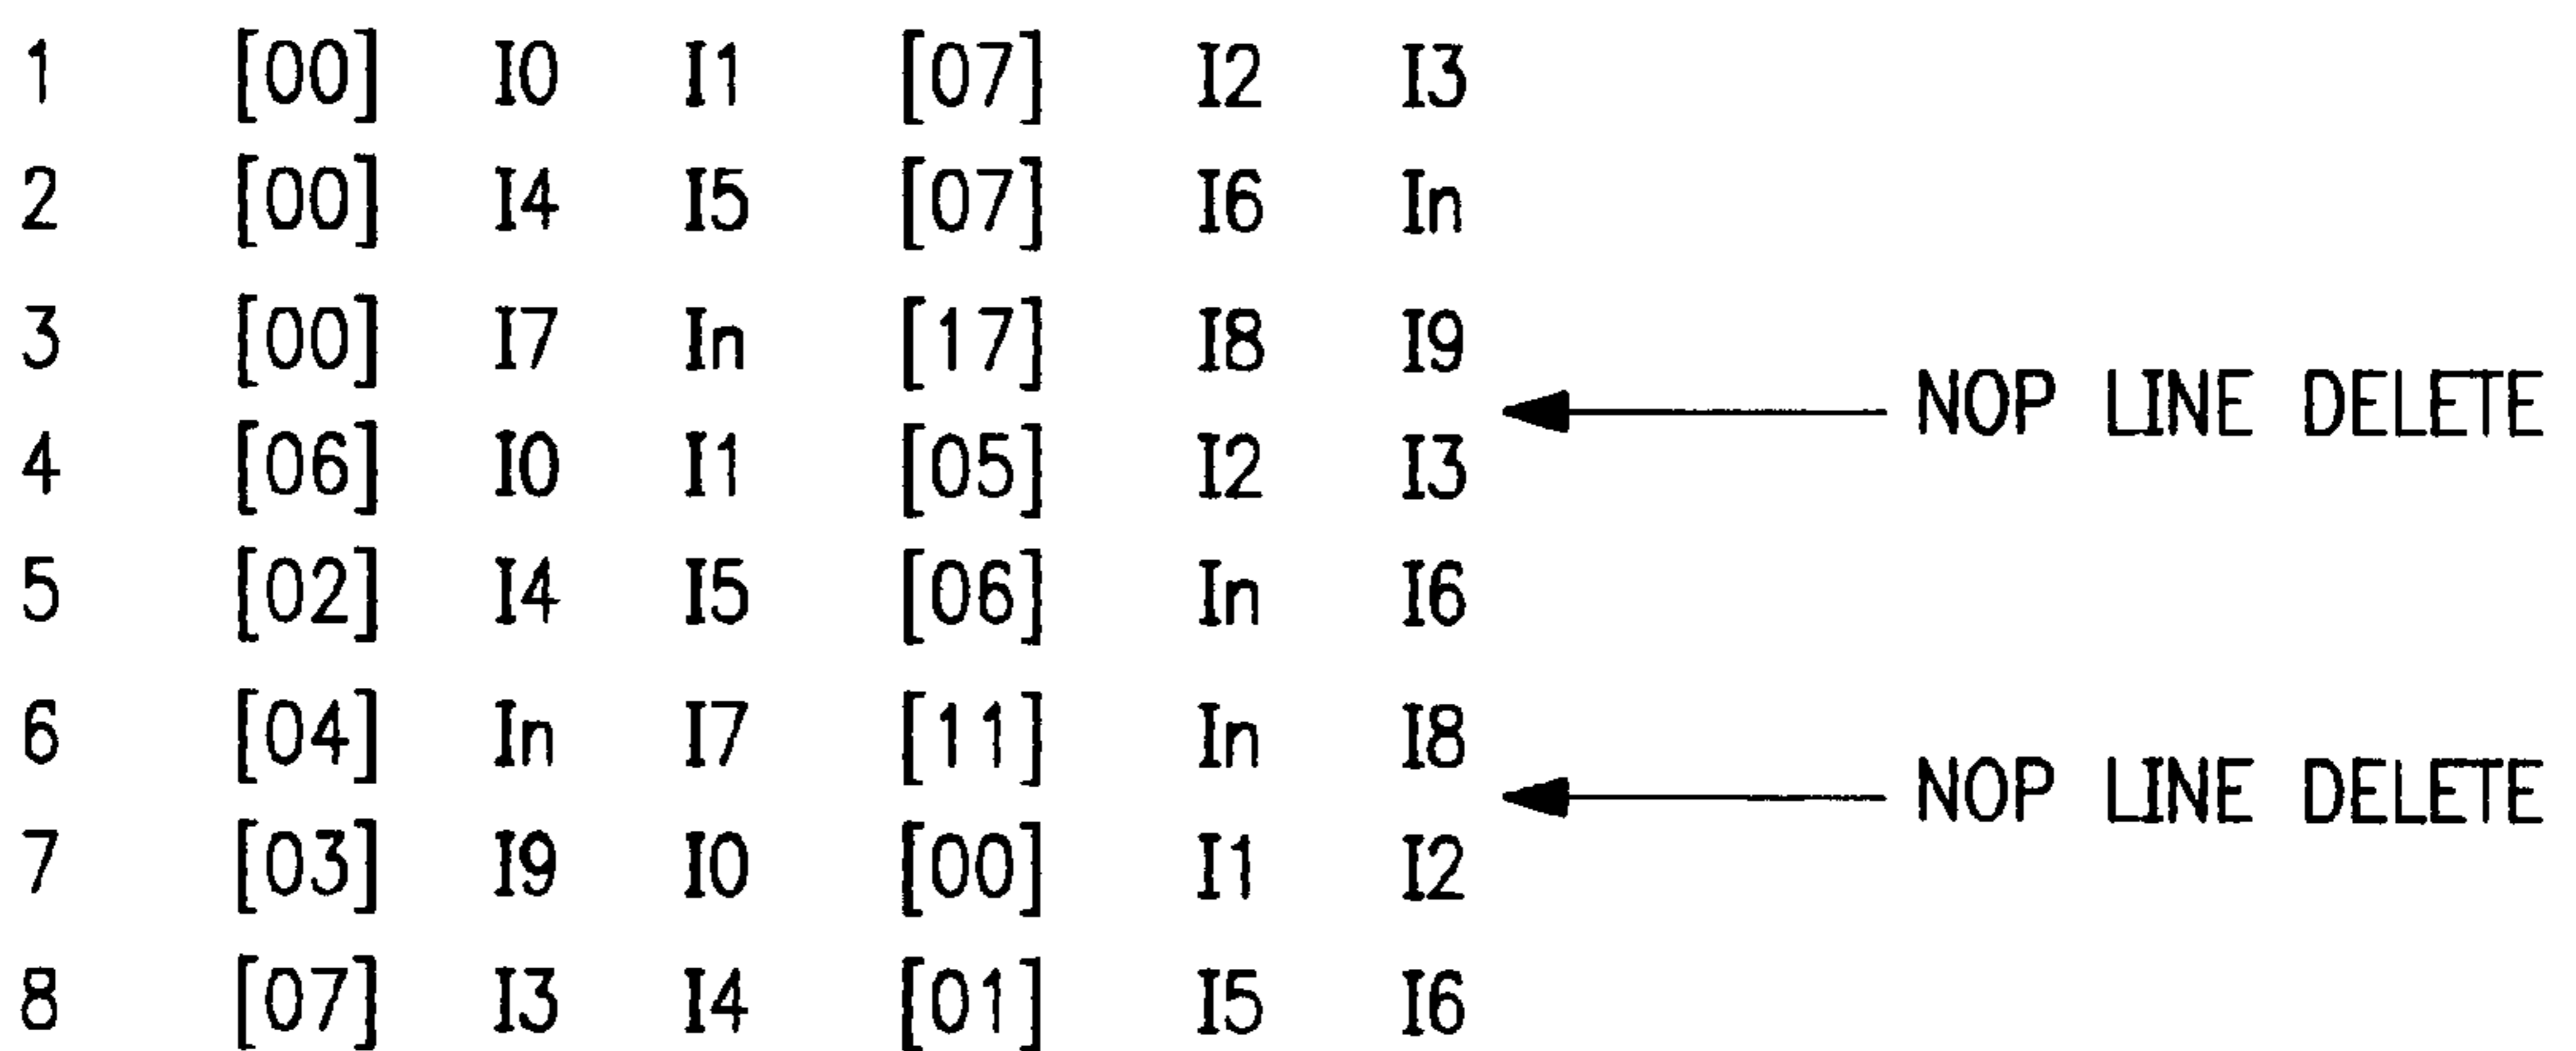 1 [00] I0 I1 [07] I2 I3
2 [00] I4 I5 [07] I6 In
3 [00] I7 In [17] I8 I9
NOP LINE DELETE
4 [06] I0 I1 [05] I2 I3
5 [02] I4 I5 [06] In I6
6 [04] In I7 [11] In I8
NOP LINE DELETE
7 [03] I9 I0 [00] I1 I2
8 [07] I3 I4 [01] I5 I6